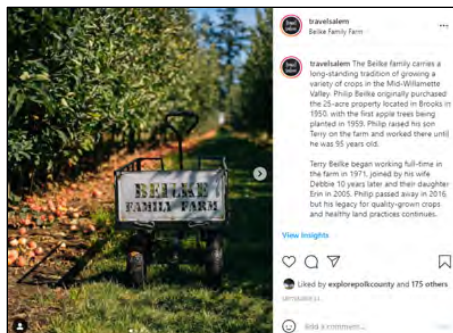 travelsalem
Beilke Family Farm
travelsalem The Beilke family carries a
long-standing tradition of growing a
variety of crops in the Mid-Willamette
Valley. Philip Beilke originally purchased
the 25-acre property located in Brooks in
1950, with the first apple trees being
planted in 1959. Philip raised his son
Terry on the farm and worked there until
he was 95 years old.
Terry Beilke began working full-time in
the farm in 1971, joined by his wife
Debbie 10 years later and their daughter
Erin in 2005. Philip passed away in 2016
but his legacy for quality-grown crops
and healthy land practices continues.
View Insights
Liked by explorepolkcounty and 175 others
Add a comment...
BEILKE
FAMILY FARM